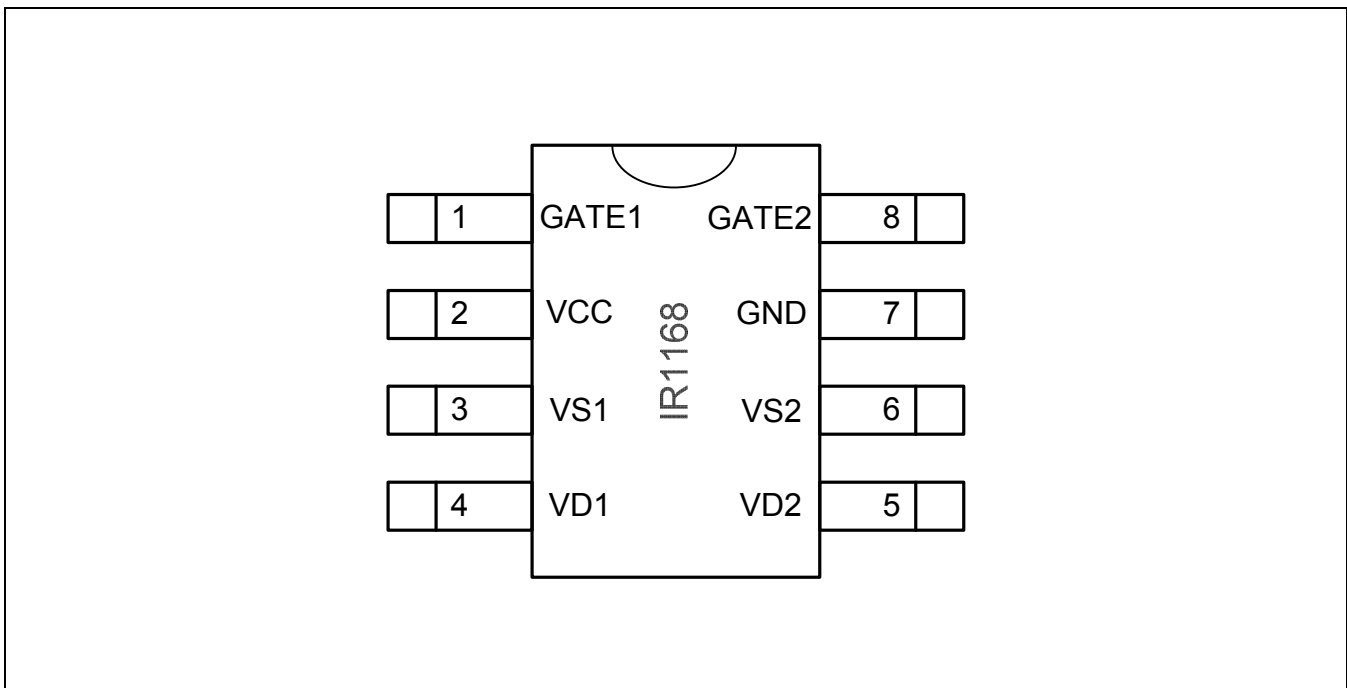 1 GATE1 GATE2 8
2 VCC GND 7
3 VS1 VS2 6
4 VD1 VD2 5
IR1168